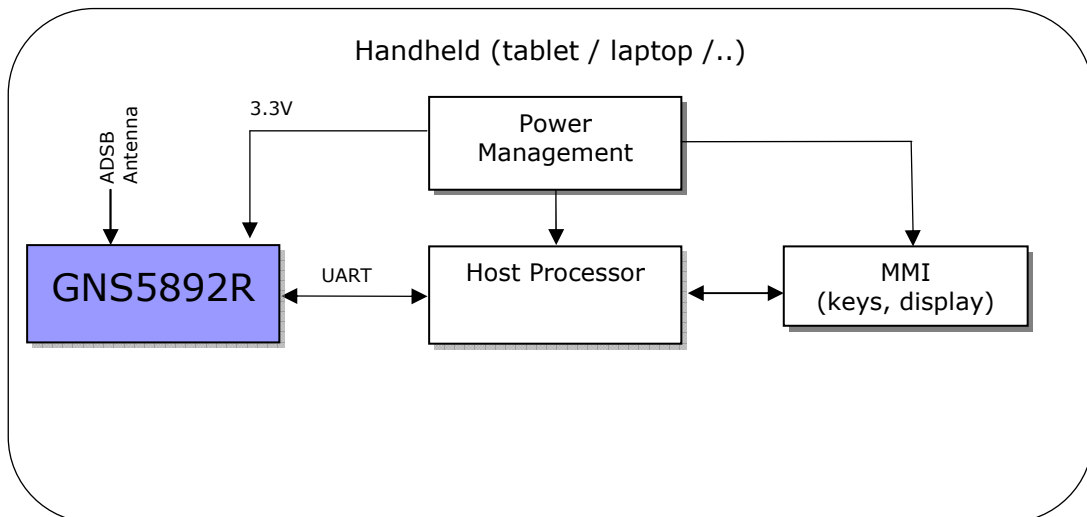 Handheld (tablet / laptop /..)
3.3V
Power
Management
ADSB
Antenna
GNS5892R
UART
Host Processor
MMI
(keys, display)